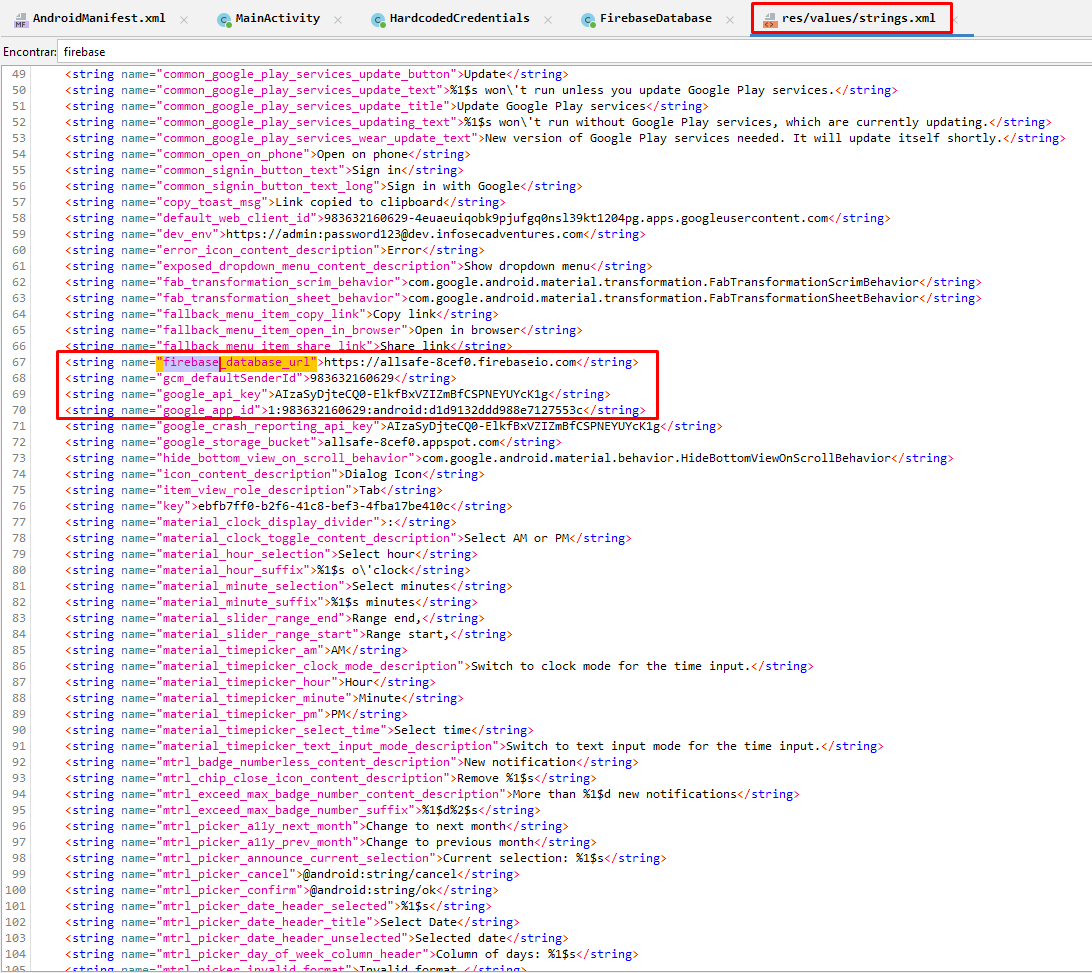 AndroidManifest.xml MainActivity HardcodedCredentials FirebaseDatabase res/values/strings.xml
Encontrar: firebase
49 <string name="common_google_play_services_update_button">Update</string>
50 <string name="common_google_play_services_update_text">%1$s won\'t run unless you update Google Play services.</string>
51 <string name="common_google_play_services_update_title">Update Google Play services</string>
52 <string name="common_google_play_services_updating_text">%1$s won\'t run without Google Play services, which are currently updating.</string>
53 <string name="common_google_play_services_wear_update_text">New version of Google Play services needed. It will update itself shortly.</string>
54 <string name="common_open_on_phone">Open on phone</string>
55 <string name="common_signin_button_text">Sign in</string>
56 <string name="common_signin_button_text_long">Sign in with Google</string>
57 <string name="copy_toast_msg">Link copied to clipboard</string>
58 <string name="default_web_client_id">983632160629-4euaeuiqobk9pjufgq0nsl39kt1204pg.apps.googleusercontent.com</string>
59 <string name="dev_env">https://admin:password123@dev.infosecadventures.com</string>
60 <string name="error_icon_content_description">Error</string>
61 <string name="exposed_dropdown_menu_content_description">Show dropdown menu</string>
62 <string name="fab_transformation_scrim_behavior">com.google.android.material.transformation.FabTransformationScrimBehavior</string>
63 <string name="fab_transformation_sheet_behavior">com.google.android.material.transformation.FabTransformationSheetBehavior</string>
64 <string name="fallback_menu_item_copy_link">Copy link</string>
65 <string name="fallback_menu_item_open_in_browser">Open in browser</string>
66 <string name="fallback_menu_item_share_link">Share link</string>
67 <string name="firebase_database_url">https://allsafe-8cef0.firebaseio.com</string>
68 <string name="gcm_defaultSenderId">983632160629</string>
69 <string name="google_api_key">AIzaSyDjteCQ0-ElkfBxVZIZmBfCSPNEYUYcK1g</string>
70 <string name="google_app_id">1:983632160629:android:d1d9132ddd988e7127553c</string>
71 <string name="google_crash_reporting_api_key">AIzaSyDjteCQ0-ElkfBxVZIZmBfCSPNEYUYcK1g</string>
72 <string name="google_storage_bucket">allsafe-8cef0.appspot.com</string>
73 <string name="hide_bottom_view_on_scroll_behavior">com.google.android.material.behavior.HideBottomViewOnScrollBehavior</string>
74 <string name="icon_content_description">Dialog Icon</string>
75 <string name="item_view_role_description">Tab</string>
76 <string name="key">ebfb7ff0-b2f6-41c8-bef3-4fba17be410c</string>
77 <string name="material_clock_display_divider">:</string>
78 <string name="material_clock_toggle_content_description">Select AM or PM</string>
79 <string name="material_hour_selection">Select hour</string>
80 <string name="material_hour_suffix">%1$s o\'clock</string>
81 <string name="material_minute_selection">Select minutes</string>
82 <string name="material_minute_suffix">%1$s minutes</string>
83 <string name="material_slider_range_end">Range end,</string>
84 <string name="material_slider_range_start">Range start,</string>
85 <string name="material_timepicker_am">AM</string>
86 <string name="material_timepicker_clock_mode_description">Switch to clock mode for the time input.</string>
87 <string name="material_timepicker_hour">Hour</string>
88 <string name="material_timepicker_minute">Minute</string>
89 <string name="material_timepicker_pm">PM</string>
90 <string name="material_timepicker_select_time">Select time</string>
91 <string name="material_timepicker_text_input_mode_description">Switch to text input mode for the time input.</string>
92 <string name="mtrl_badge_numberless_content_description">New notification</string>
93 <string name="mtrl_chip_close_icon_content_description">Remove %1$s</string>
94 <string name="mtrl_exceed_max_badge_number_content_description">More than %1$d new notifications</string>
95 <string name="mtrl_exceed_max_badge_number_suffix">%1$d%2$s</string>
96 <string name="mtrl_picker_a11y_next_month">Change to next month</string>
97 <string name="mtrl_picker_a11y_prev_month">Change to previous month</string>
98 <string name="mtrl_picker_announce_current_selection">Current selection: %1$s</string>
99 <string name="mtrl_picker_cancel">@android:string/cancel</string>
100 <string name="mtrl_picker_confirm">@android:string/ok</string>
101 <string name="mtrl_picker_date_header_selected">%1$s</string>
102 <string name="mtrl_picker_date_header_title">Select Date</string>
103 <string name="mtrl_picker_date_header_unselected">Selected date</string>
104 <string name="mtrl_picker_day_of_week_column_header">Column of days: %1$s</string>
105 <string name="mtrl_picker_invalid_format">Invalid format.</string>